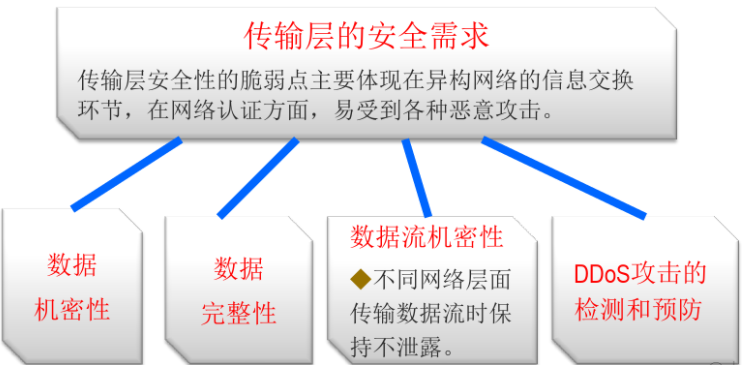 传输层的安全需求
传输层安全性的脆弱点主要体现在异构网络的信息交换
环节，在网络认证方面，易受到各种恶意攻击。
数据
机密性
数据
完整性
数据流机密性
◆不同网络层面
传输数据流时保
持不泄露。
DDoS攻击的
检测和预防